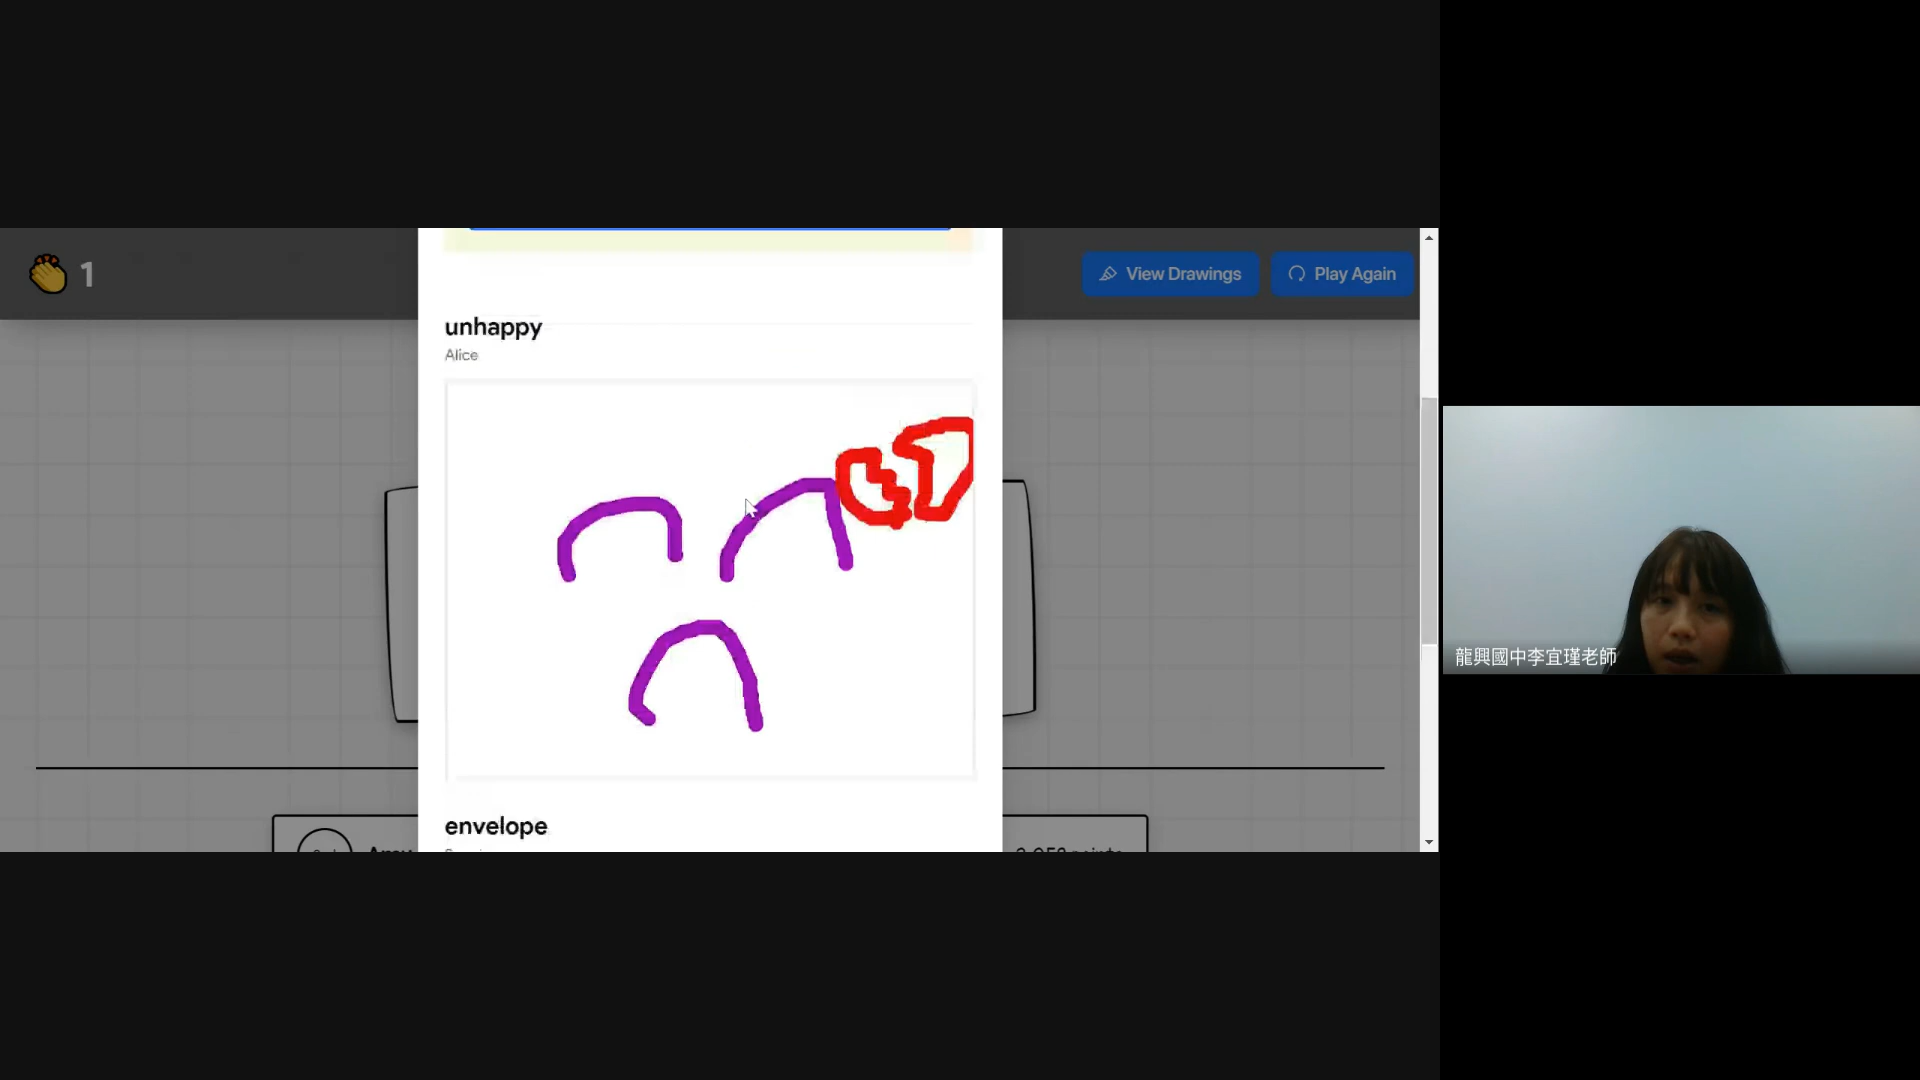 1
View Drawings
Play Again
unhappy
Alice
envelope
龍興國中李宜瑾老師